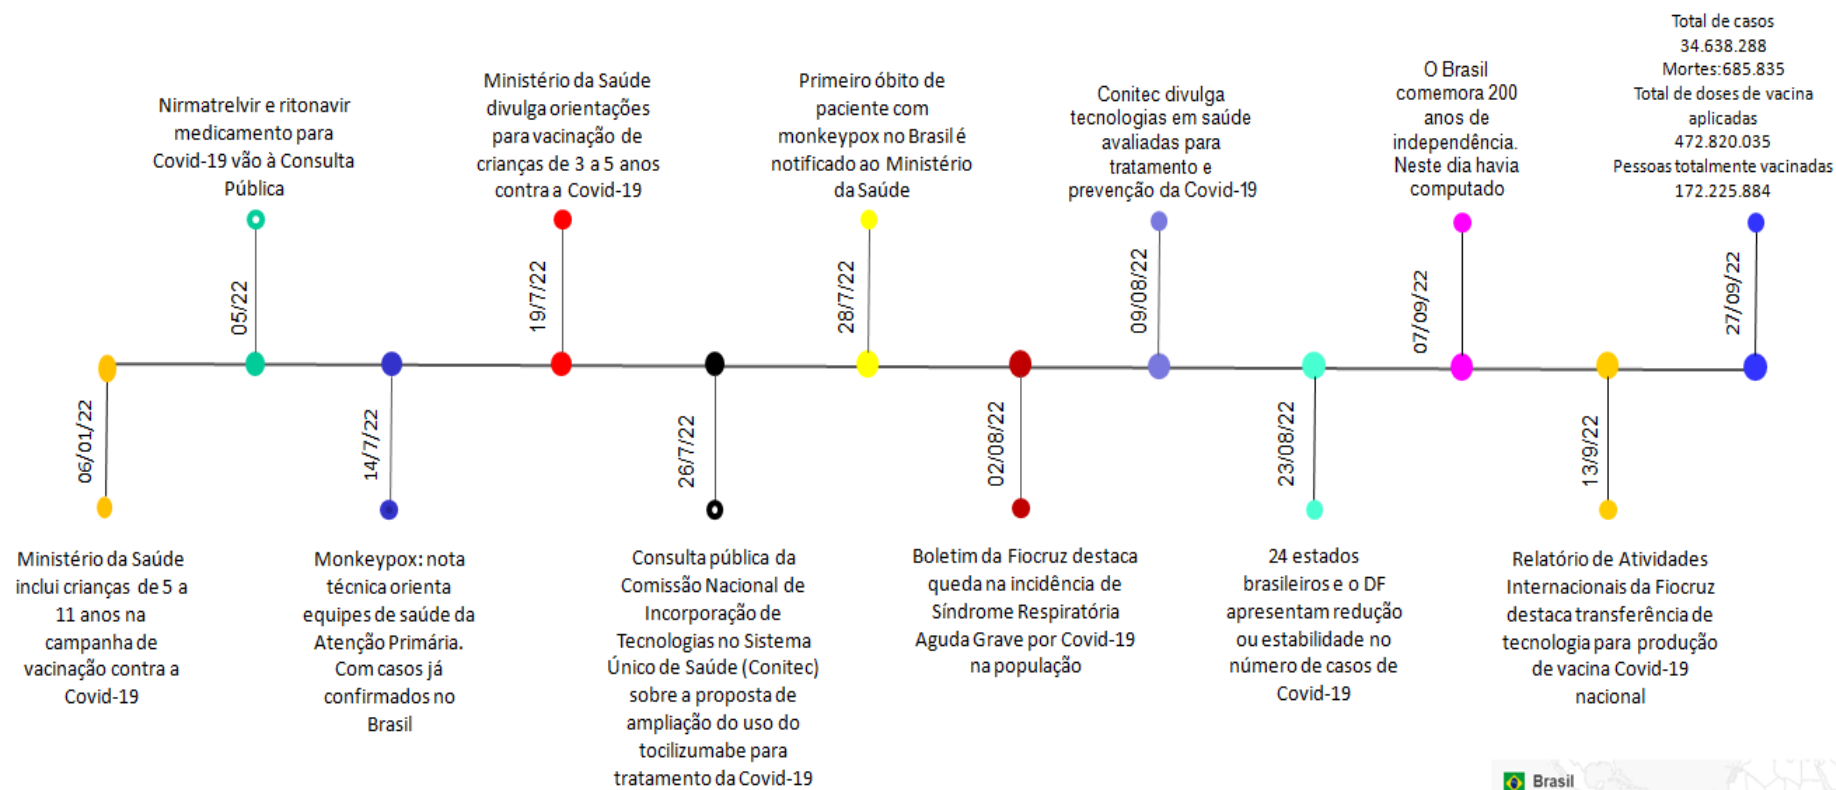 Nirmatrelvir e ritonavir
medicamento para
Covid-19 vão à Consulta
Pública
Ministério da Saúde
divulga orientações
para vacinação de
crianças de 3 a 5 anos
contra a Covid-19
Primeiro óbito de
paciente com
monkeypox no Brasil é
notificado ao Ministério
da Saúde
Conitec divulga
tecnologias em saúde
avaliadas para
tratamento e
prevenção da Covid-19
O Brasil
comemora 200
anos de
independência.
Neste dia havia
computado
Total de casos
34.638.288
Mortes:685.835
Total de doses de vacina
aplicadas
472.820.035
Pessoas totalmente vacinadas
172.225.884
05/22
19/7/22
28/7/22
09/08/22
07/09/22
27/09/22
06/01/22
14/7/22
26/7/22
02/08/22
23/08/22
13/9/22
Ministério da Saúde
inclui crianças de 5 a
11 anos na
campanha de
vacinação contra a
Covid-19
Monkeypox: nota
técnica orienta
equipes de saúde da
Atenção Primária.
Com casos já
confirmados no
Brasil
Consulta pública da
Comissão Nacional de
Incorporação de
Tecnologias no Sistema
Único de Saúde (Conitec)
sobre a proposta de
ampliação do uso do
tocilizumabe para
tratamento da Covid-19
Boletim da Fiocruz destaca
queda na incidência de
Síndrome Respiratória
Aguda Grave por Covid-19
na população
24 estados
brasileiros e o DF
apresentam redução
ou estabilidade no
número de casos de
Covid-19
Relatório de Atividades
Internacionais da Fiocruz
destaca transferência de
tecnologia para produção
de vacina Covid-19
nacional
Brasil